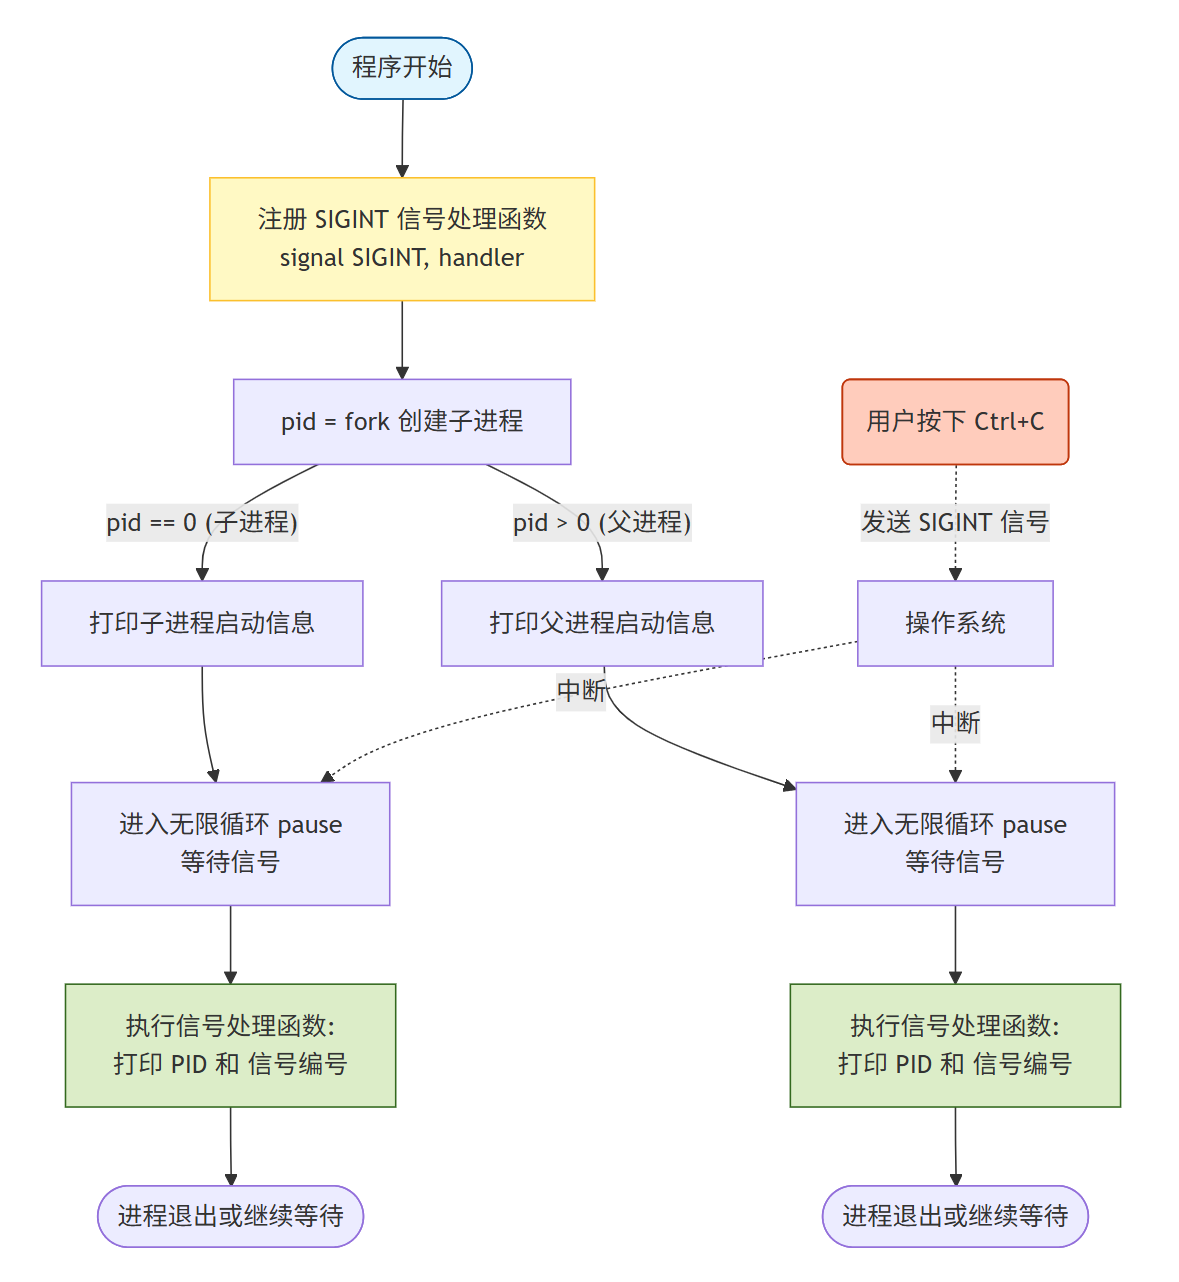 程序开始
注册 SIGINT 信号处理函数
signal SIGINT, handler
pid = fork 创建子进程
用户按下 Ctrl+C
pid == 0 (子进程)
pid > 0 (父进程)
发送 SIGINT 信号
打印子进程启动信息
打印父进程启动信息
操作系统
中断
中断
进入无限循环 pause
等待信号
进入无限循环 pause
等待信号
执行信号处理函数:
打印 PID 和 信号编号
执行信号处理函数:
打印 PID 和 信号编号
进程退出或继续等待
进程退出或继续等待